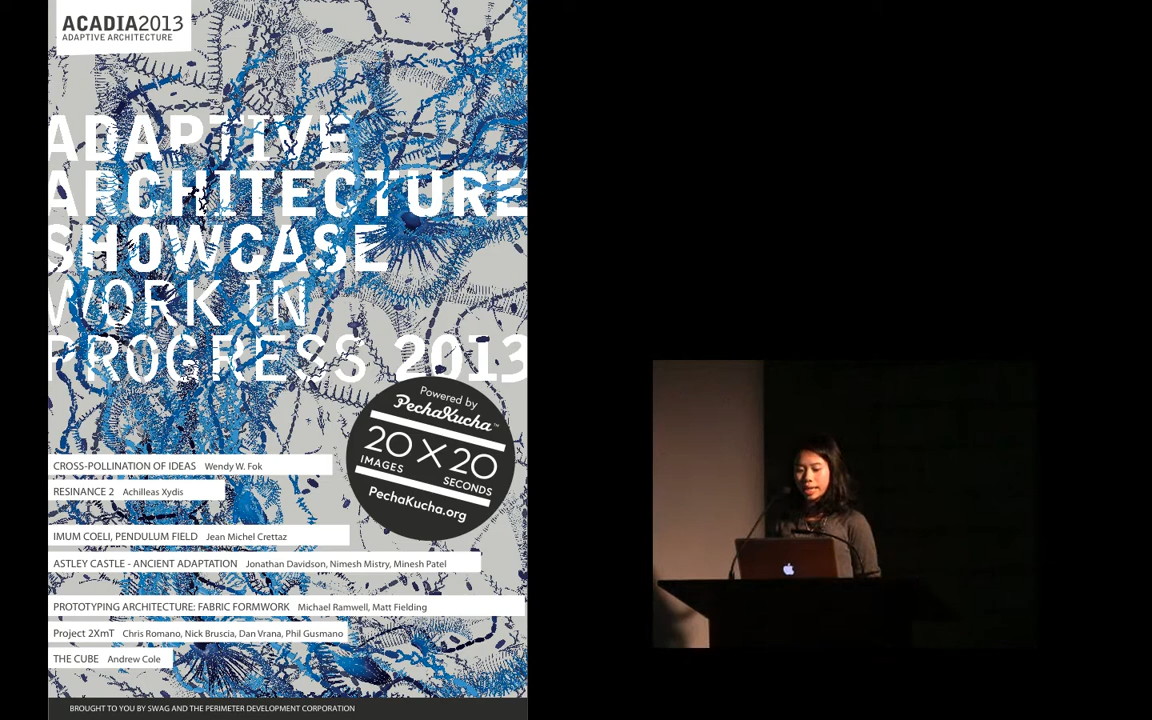 ACADIA2013
ADAPTIVE ARCHITECTURE
ADAPTIVE
ARCHITECTURE
SHOWCASE
WORK IN
PROGRESS 2013
Powered by
PechaKucha™
20X20
IMAGES SECONDS
PechaKucha.org
CROSS-POLLINATION OF IDEAS Wendy W. Fok
RESINANCE 2 Achilleas Xydis
IMUM COELI, PENDULUM FIELD Jean Michel Crettaz
ASTLEY CASTLE - ANCIENT ADAPTATION Jonathan Davidson, Nimesh Mistry, Minesh Patel
PROTOTYPING ARCHITECTURE: FABRIC FORMWORK Michael Ramwell, Matt Fielding
Project 2XmT Chris Romano, Nick Bruscia, Dan Vrana, Phil Gusmano
THE CUBE Andrew Cole
BROUGHT TO YOU BY SWAG AND THE PERIMETER DEVELOPMENT CORPORATION